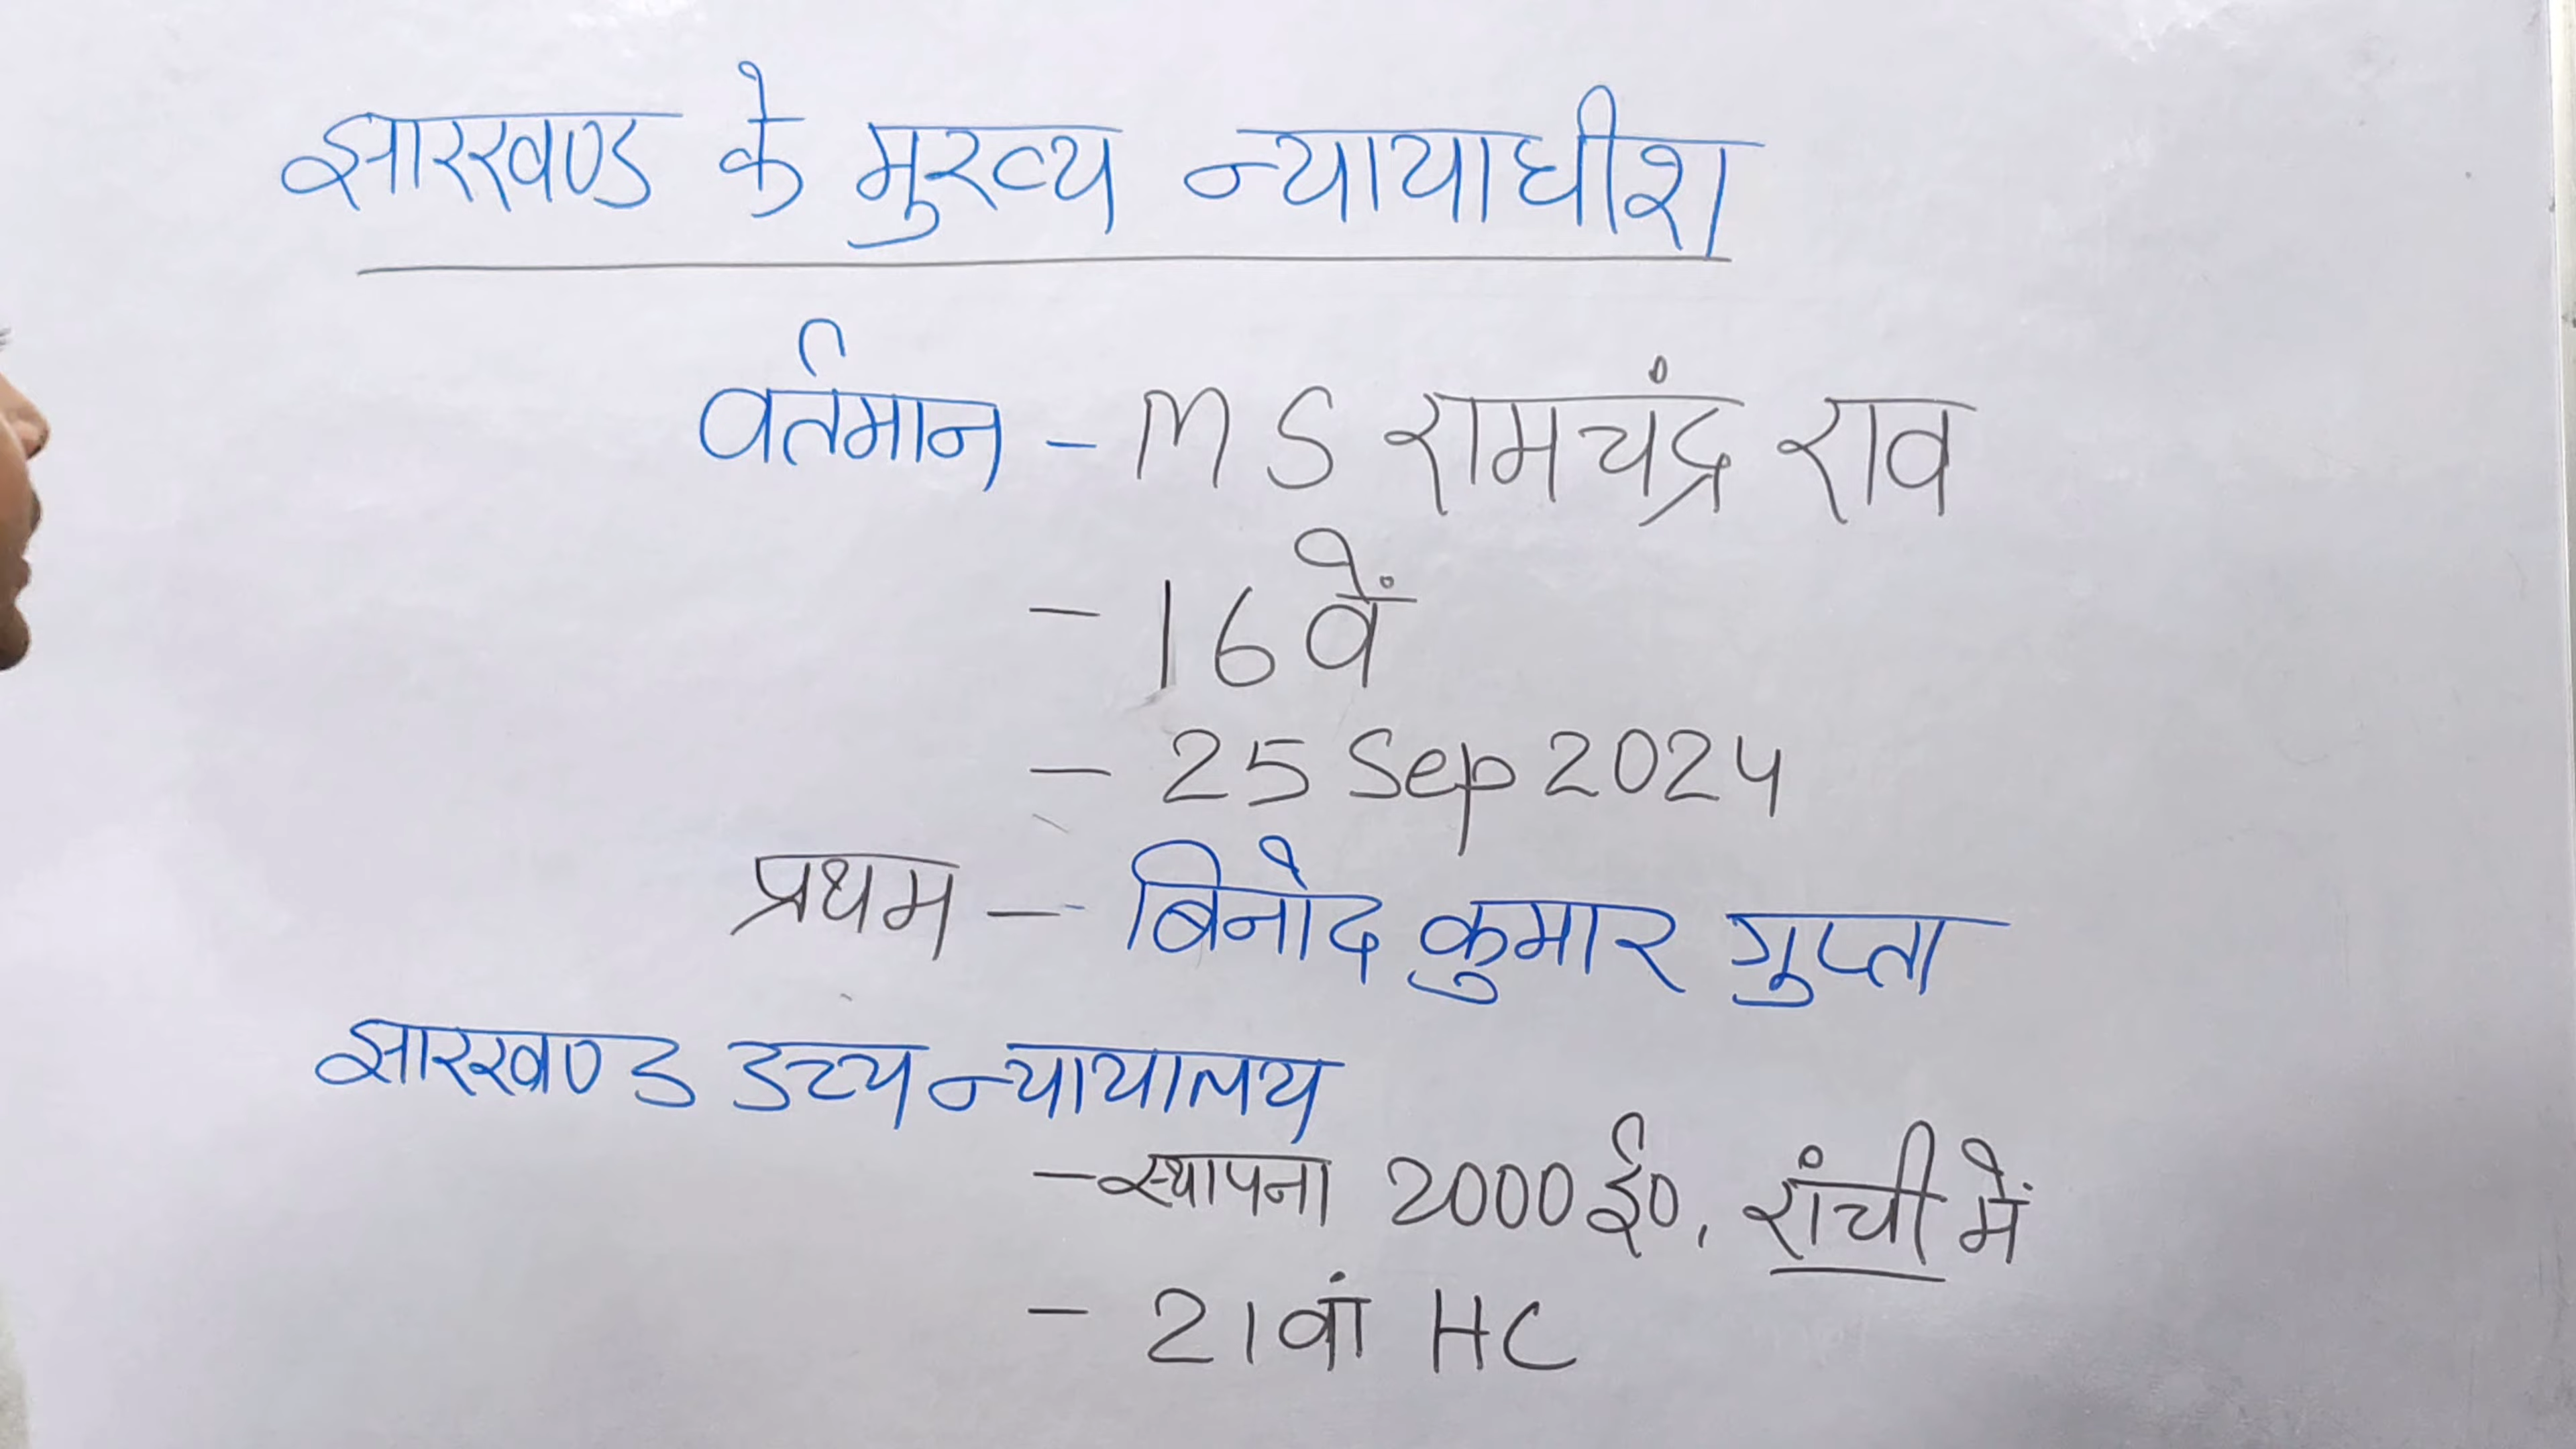 झारखण्ड के मुख्य न्यायाधीश
वर्तमान - M S रामचंद्र राव
- 16वें
- 25 Sep 2024
प्रथम - बिनोद कुमार गुप्ता
झारखण्ड उच्च न्यायालय
- स्थापना 2000 ई०, रांची में
- 21वां HC